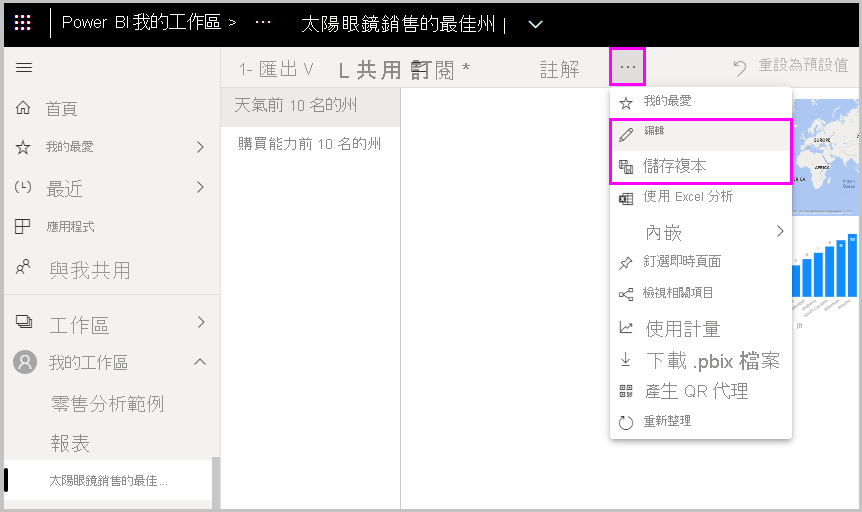 Power BI 我的工作區 > ··· 太陽眼鏡銷售的最佳州 |
1- 匯出 V L 共用 訂閱 * 註解 ··· 重設為預設值
首頁
我的最愛
最近
應用程式
與我共用
工作區
我的工作區
零售分析範例
報表
太陽眼鏡銷售的最佳...
天氣前 10 名的州
購買能力前 10 名的州
我的最愛
編輯
儲存複本
使用 Excel 分析
內嵌
釘選即時頁面
檢視相關項目
使用計量
下載 .pbix 檔案
產生 QR 代理
重新整理
EUROPE
AFRICA